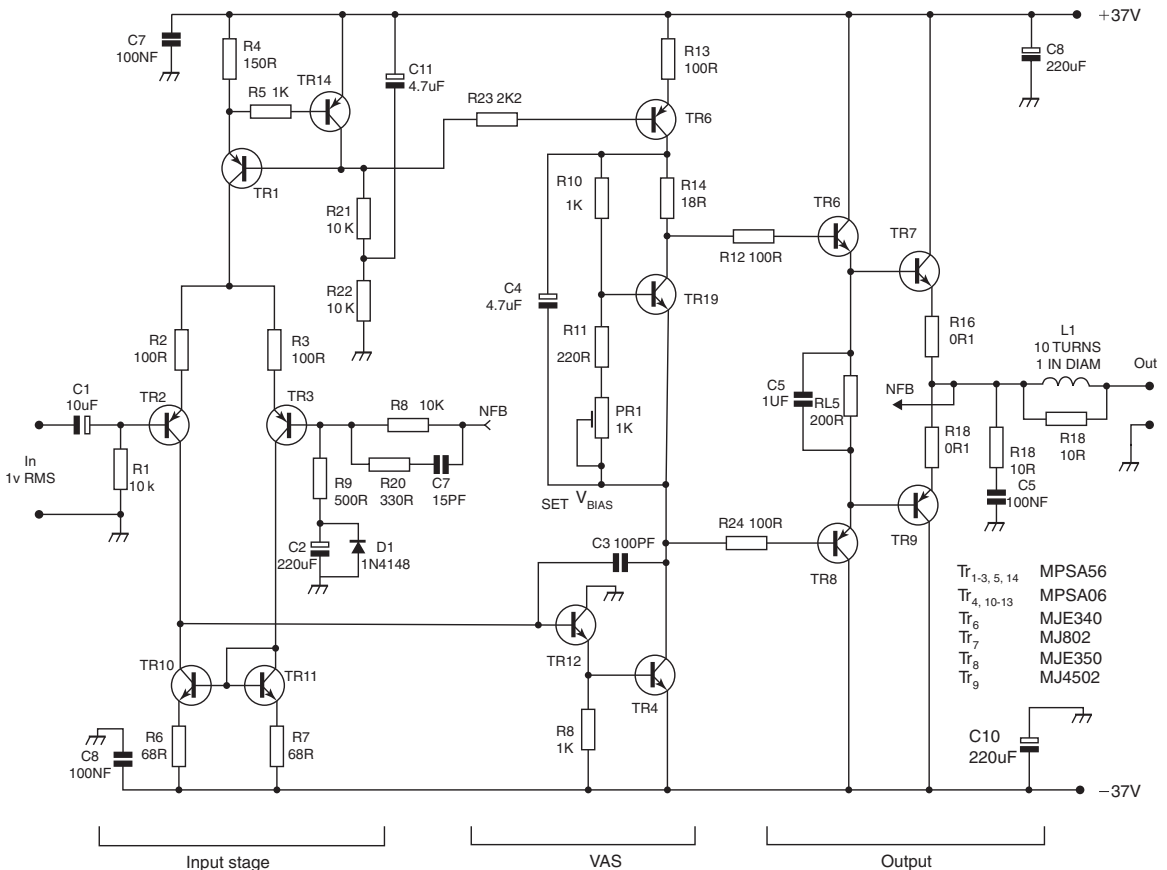 +37V
C7
100NF
R4
150R
TR14
R5 1K
C11
4.7uF
R23 2K2
R13
100R
TR6
C8
220uF
TR1
R21
10 K
R22
10 K
R10
1K
R14
18R
TR6
TR7
R12 100R
C4
4.7uF
TR19
R11
220R
PR1
1K
R2
100R
R3
100R
R16
0R1
L1
10 TURNS
1 IN DIAM
Out
C1
10uF
TR2
TR3
R8 10K
NFB
C5
1UF
RL5
200R
NFB
R18
0R1
R18
10R
R18
10R
C5
100NF
In
1v RMS
R1
10 k
R9
500R
R20
330R
C7
15PF
SET VBIAS
R24 100R
TR9
C2
220uF
D1
1N4148
C3 100PF
TR8
Tr1-3, 5, 14 MPSA56
Tr4, 10-13 MPSA06
Tr6 MJE340
Tr7 MJ802
Tr8 MJE350
Tr9 MJ4502
TR10
TR11
TR12
TR4
R6
68R
R7
68R
R8
1K
C8
100NF
C10
220uF
−37V
Input stage
VAS
Output